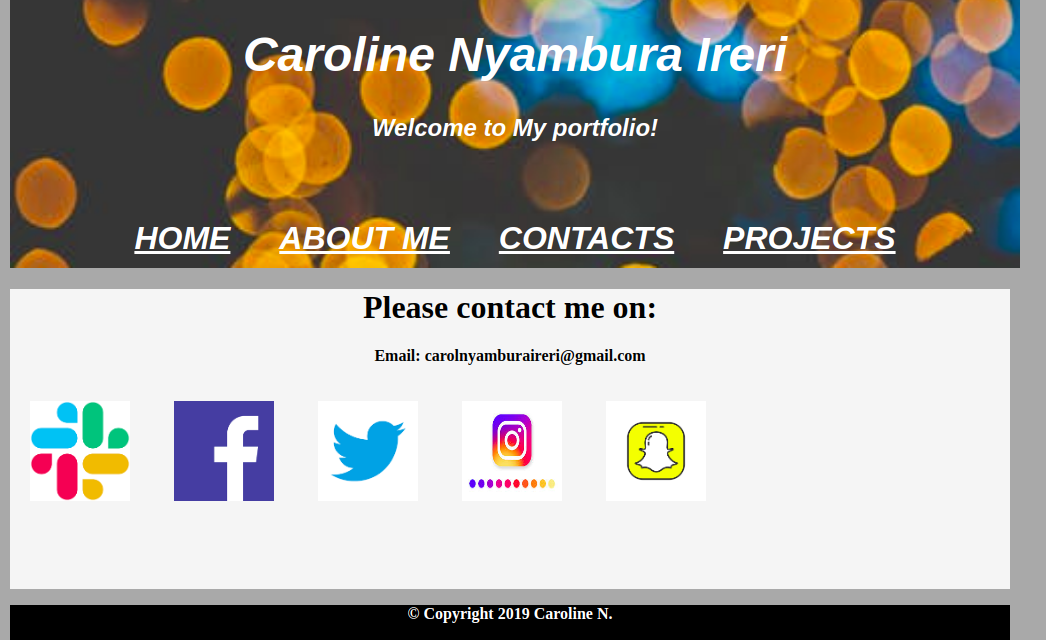 Caroline Nyambura Ireri
Welcome to My portfolio!
HOME ABOUT ME CONTACTS PROJECTS
Please contact me on:
Email: carolnyamburaireri@gmail.com
© Copyright 2019 Caroline N.